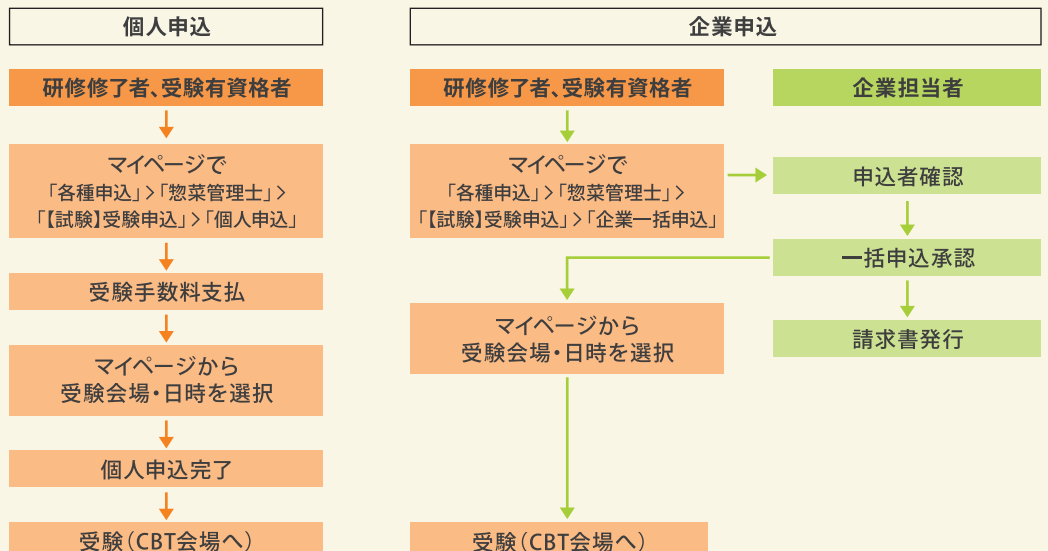 個人申込
研修修了者、受験有資格者
マイページで
「各種申込」>「惣菜管理士」>
「【試験】受験申込」>「個人申込」
受験手数料支払
マイページから
受験会場・日時を選択
個人申込完了
受験（CBT会場へ）
企業申込
研修修了者、受験有資格者
マイページで
「各種申込」>「惣菜管理士」>
「【試験】受験申込」>「企業一括申込」
マイページから
受験会場・日時を選択
受験（CBT会場へ）
企業担当者
申込者確認
一括申込承認
請求書発行